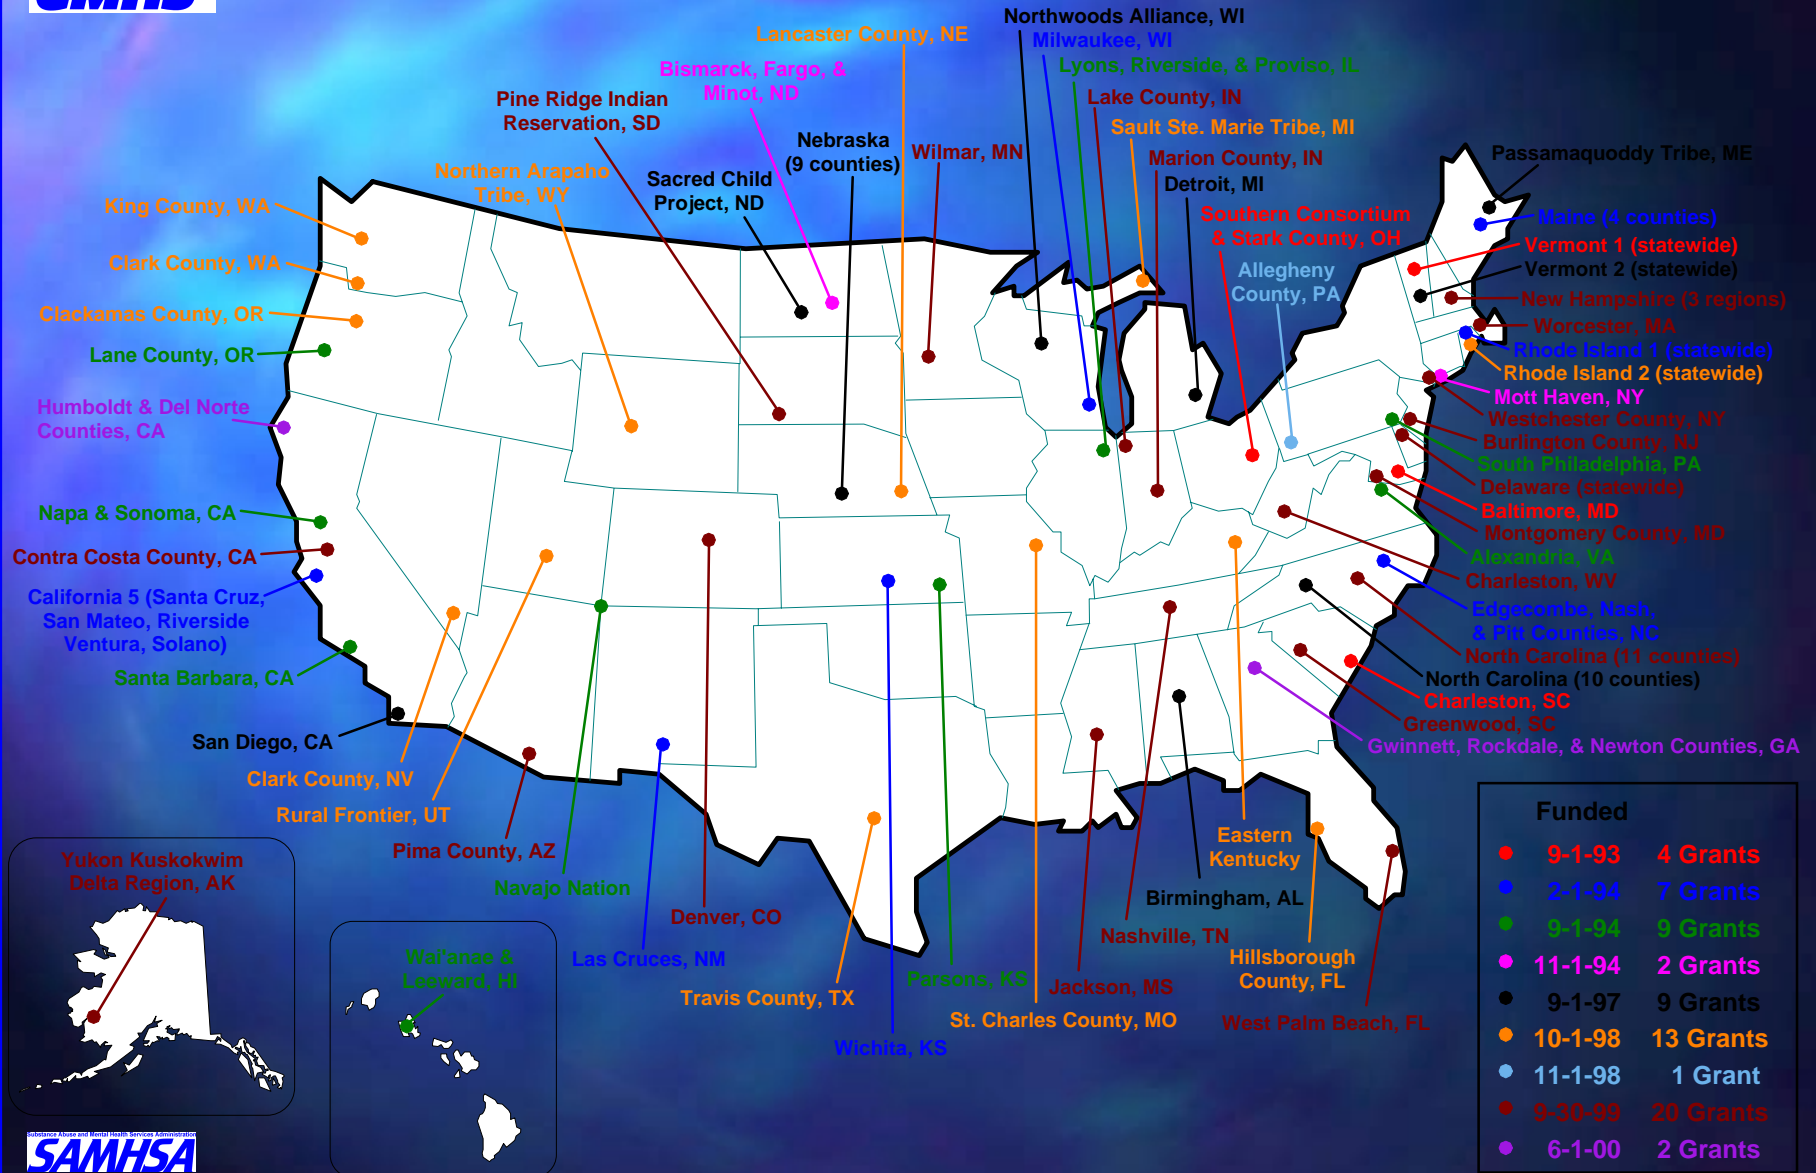 CMHS
Northwoods Alliance, WI
Milwaukee, WI
Lancaster County, NE
Lyons, Riverside, & Proviso, IL
Bismarck, Fargo, &
Minot, ND
Pine Ridge Indian
Reservation, SD
Lake County, IN
Sault Ste. Marie Tribe, MI
Nebraska
(9 counties)
Wilmar, MN
Marion County, IN
Detroit, MI
Northern Arapaho
Tribe, WY
Sacred Child
Project, ND
Southern Consortium
& Stark County, OH
Allegheny
County, PA
Passamaquoddy Tribe, ME
Maine (4 counties)
Vermont 1 (statewide)
Vermont 2 (statewide)
New Hampshire (3 regions)
Worcester, MA
Rhode Island 1 (statewide)
Rhode Island 2 (statewide)
Mott Haven, NY
Westchester County, NY
Burlington County, NJ
South Philadelphia, PA
Delaware (statewide)
Baltimore, MD
Montgomery County, MD
Alexandria, VA
Charleston, WV
Edgecombe, Nash,
& Pitt Counties, NC
North Carolina (11 counties)
North Carolina (10 counties)
Charleston, SC
Greenwood, SC
Gwinnett, Rockdale, & Newton Counties, GA
King County, WA
Clark County, WA
Clackamas County, OR
Lane County, OR
Humboldt & Del Norte
Counties, CA
Napa & Sonoma, CA
Contra Costa County, CA
California 5 (Santa Cruz,
San Mateo, Riverside
Ventura, Solano)
Santa Barbara, CA
San Diego, CA
Clark County, NV
Rural Frontier, UT
Pima County, AZ
Navajo Nation
Denver, CO
Las Cruces, NM
Travis County, TX
Wichita, KS
Parsons, KS
St. Charles County, MO
Jackson, MS
Nashville, TN
Birmingham, AL
Eastern
Kentucky
Hillsborough
County, FL
West Palm Beach, FL
Yukon Kuskokwim
Delta Region, AK
Wai'anae &
Leeward, HI
Funded
9-1-93 4 Grants
2-1-94 7 Grants
9-1-94 9 Grants
11-1-94 2 Grants
9-1-97 9 Grants
10-1-98 13 Grants
11-1-98 1 Grant
9-30-99 20 Grants
6-1-00 2 Grants
Substance Abuse and Mental Health Services Administration
SAMHSA